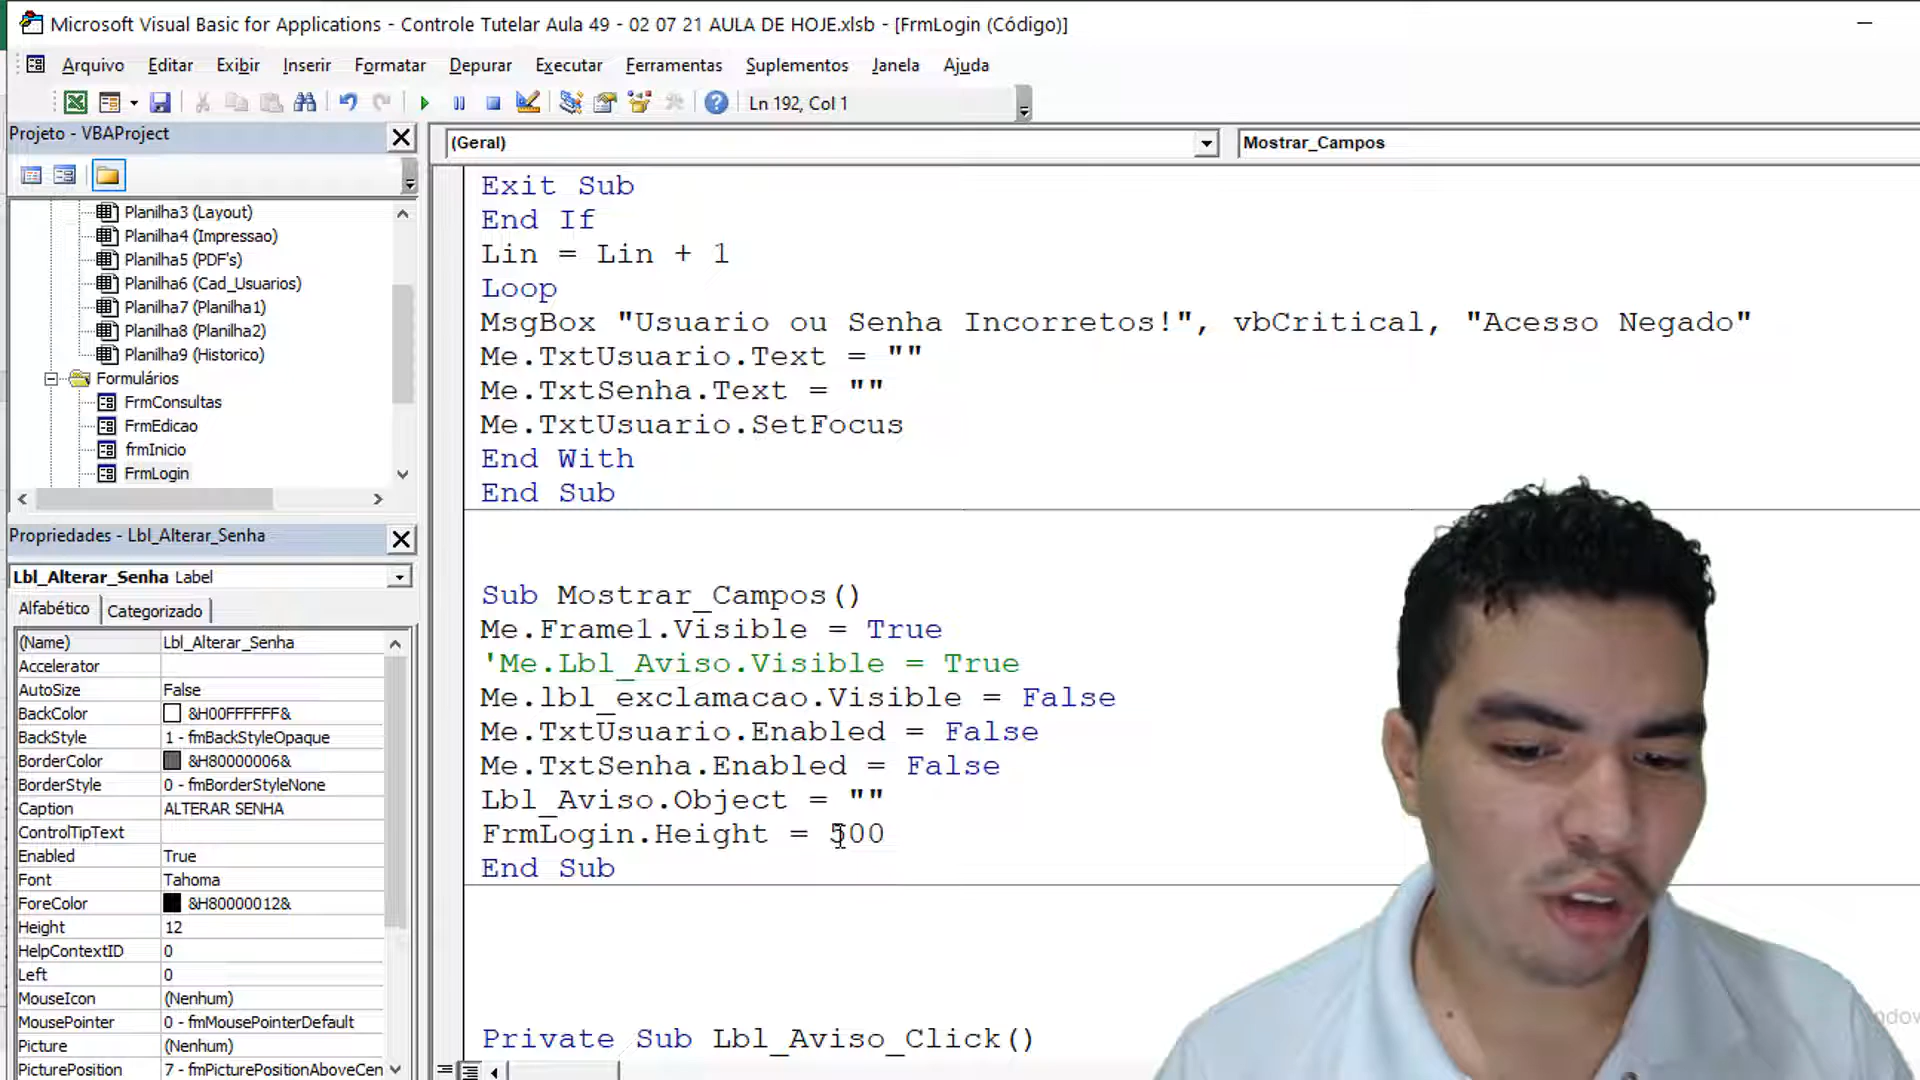 Microsoft Visual Basic for Applications - Controle Tutelar Aula 49 - 02 07 21 AULA DE HOJE.xlsb - [FrmLogin (Código)]
Arquivo Editar Exibir Inserir Formatar Depurar Executar Ferramentas Suplementos Janela Ajuda
Ln 192, Col 1
Projeto - VBAProject
Planilha3 (Layout)
Planilha4 (Impressao)
Planilha5 (PDF's)
Planilha6 (Cad_Usuarios)
Planilha7 (Planilha1)
Planilha8 (Planilha2)
Planilha9 (Historico)
Formulários
FrmConsultas
FrmEdicao
frmInicio
FrmLogin
Propriedades - Lbl_Alterar_Senha
Lbl_Alterar_Senha Label
Alfabético Categorizado
(Name) Lbl_Alterar_Senha
Accelerator
AutoSize False
BackColor &H00FFFFFF&
BackStyle 1 - fmBackStyleOpaque
BorderColor &H80000006&
BorderStyle 0 - fmBorderStyleNone
Caption ALTERAR SENHA
ControlTipText
Enabled True
Font Tahoma
ForeColor &H80000012&
Height 12
HelpContextID 0
Left 0
MouseIcon (Nenhum)
MousePointer 0 - fmMousePointerDefault
Picture (Nenhum)
PicturePosition 7 - fmPicturePositionAboveCen
(Geral) Mostrar_Campos
Exit Sub
End If
Lin = Lin + 1
Loop
MsgBox "Usuario ou Senha Incorretos!", vbCritical, "Acesso Negado"
Me.TxtUsuario.Text = ""
Me.TxtSenha.Text = ""
Me.TxtUsuario.SetFocus
End With
End Sub
Sub Mostrar_Campos()
Me.Frame1.Visible = True
'Me.Lbl_Aviso.Visible = True
Me.lbl_exclamacao.Visible = False
Me.TxtUsuario.Enabled = False
Me.TxtSenha.Enabled = False
Lbl_Aviso.Object = ""
FrmLogin.Height = 500
End Sub
Private Sub Lbl_Aviso_Click()